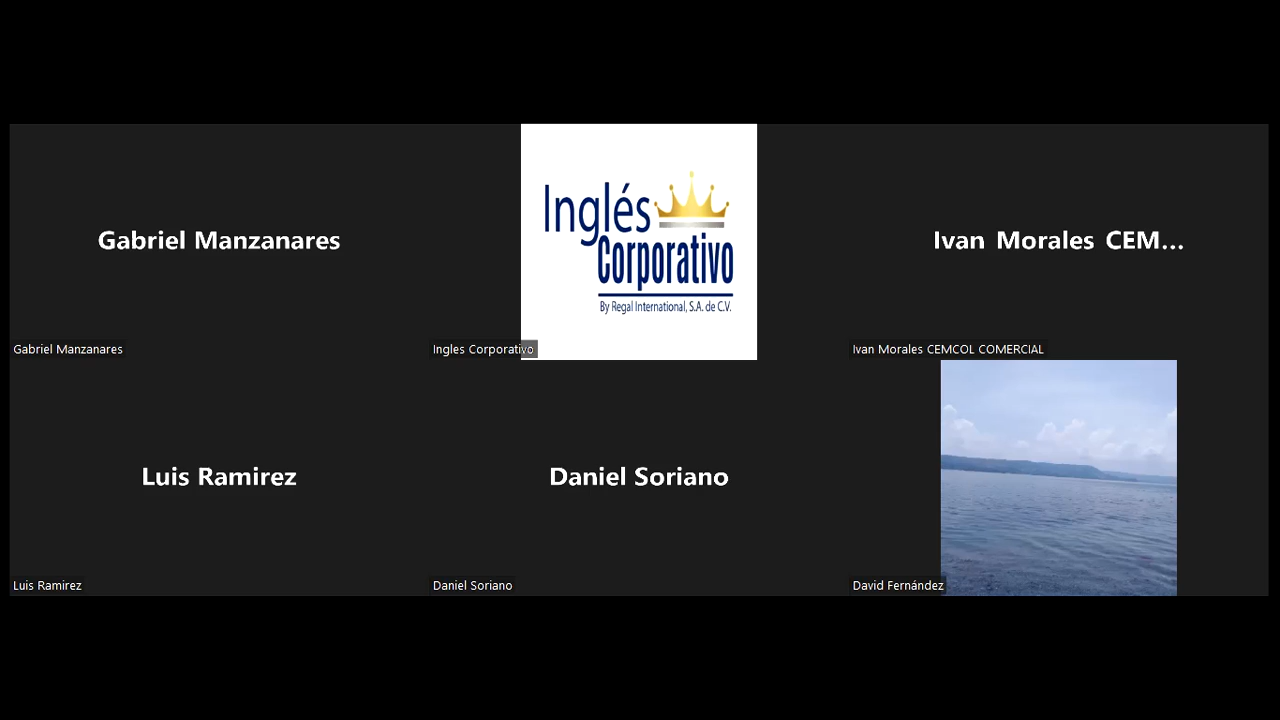 Gabriel Manzanares
Gabriel Manzanares
Inglés
Corporativo
By Regal International, S.A. de C.V.
Ingles Corporativo
Ivan Morales CEM...
Ivan Morales CEMCOL COMERCIAL
Luis Ramirez
Luis Ramirez
Daniel Soriano
Daniel Soriano
David Fernández